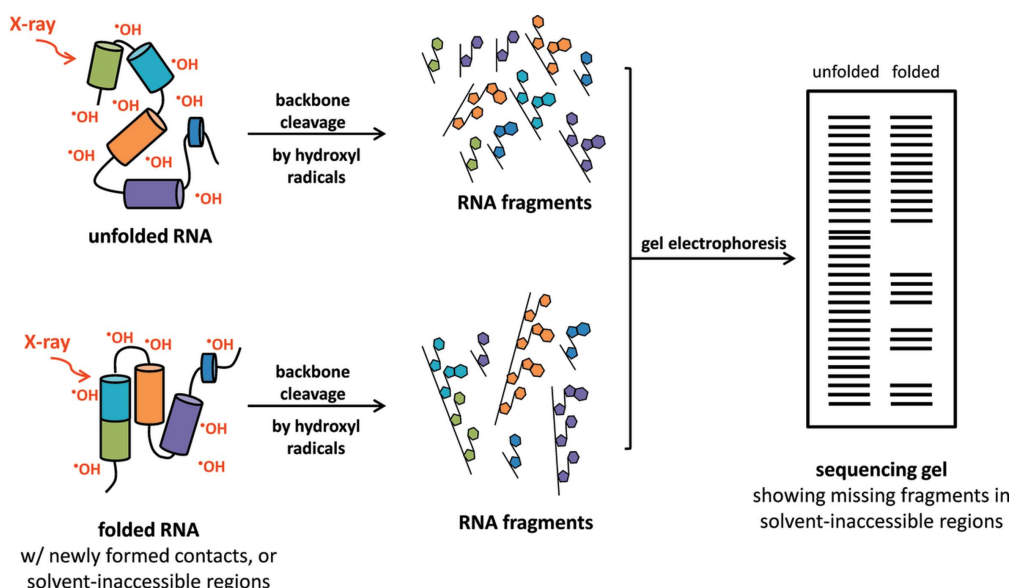 X-ray
•OH
•OH
•OH
•OH
•OH
•OH
•OH
•OH
•OH
unfolded RNA
backbone
cleavage
by hydroxyl
radicals
RNA fragments
X-ray
•OH
•OH
•OH
•OH
•OH
•OH
•OH
folded RNA
w/ newly formed contacts, or
solvent-inaccessible regions
backbone
cleavage
by hydroxyl
radicals
RNA fragments
gel electrophoresis
unfolded folded
sequencing gel
showing missing fragments in
solvent-inaccessible regions